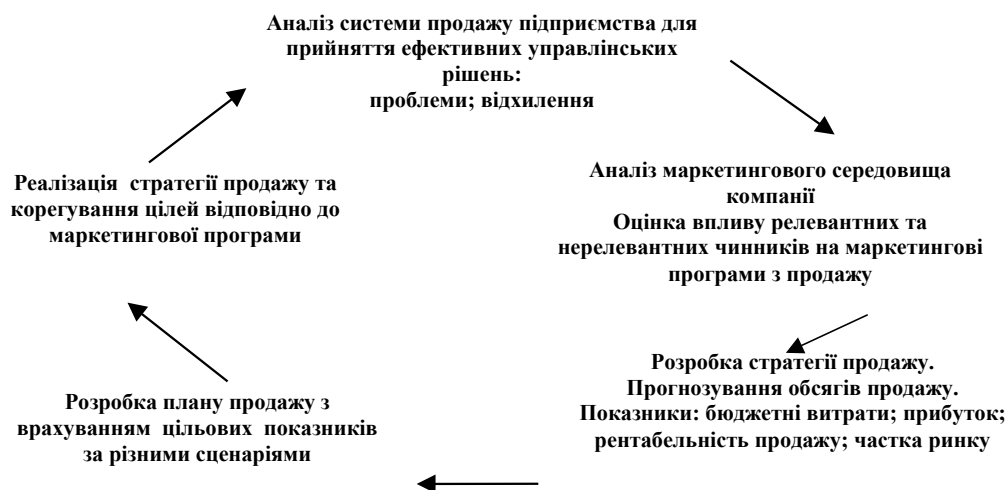 Аналіз системи продажу підприємства для
прийняття ефективних управлінських
рішень:
проблеми; відхилення
Аналіз маркетингового середовища
компанії
Оцінка впливу релевантних та
нерелевантних чинників на маркетингові
програми з продажу
Розробка стратегії продажу.
Прогнозування обсягів продажу.
Показники: бюджетні витрати; прибуток;
рентабельність продажу; частка ринку
Розробка плану продажу з
врахуванням цільових показників
за різними сценаріями
Реалізація стратегії продажу та
корегування цілей відповідно до
маркетингової програми